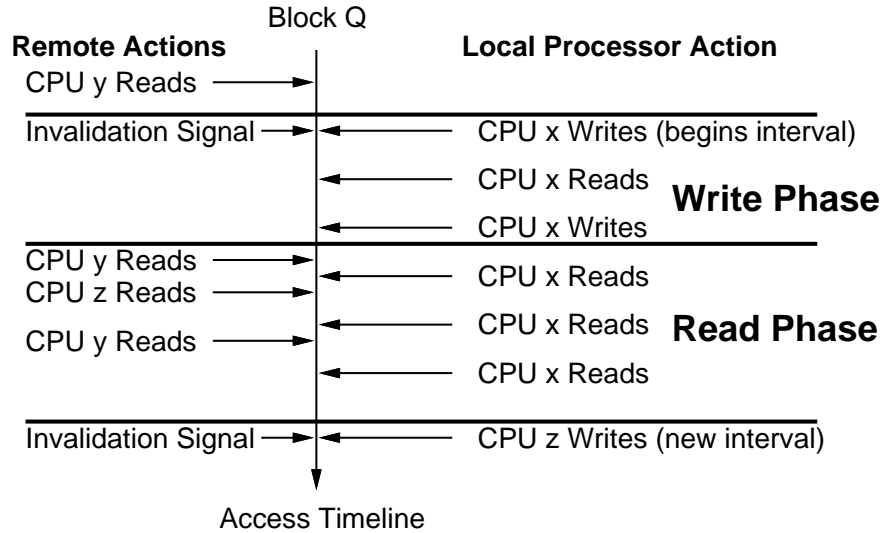 Block Q
Remote Actions
Local Processor Action
CPU y Reads
Invalidation Signal
CPU x Writes (begins interval)
CPU x Reads
Write Phase
CPU x Writes
CPU y Reads
CPU x Reads
CPU z Reads
CPU x Reads
Read Phase
CPU y Reads
CPU x Reads
Invalidation Signal
CPU z Writes (new interval)
Access Timeline